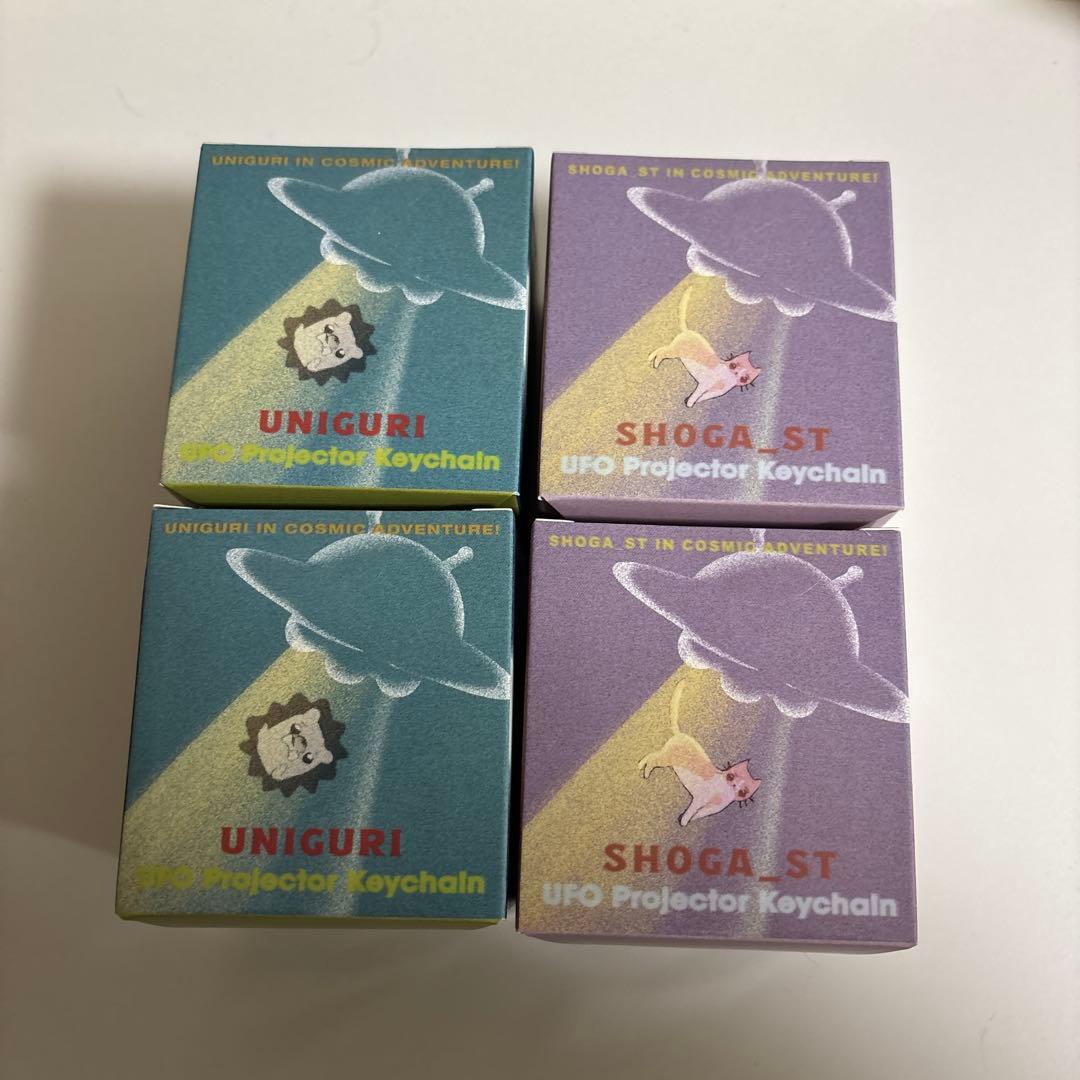 UNIGURI IN COSMIC ADVENTURE!
UNIGURI
UFO Projector Keychain
SHOGA_ST IN COSMIC ADVENTURE!
SHOGA_ST
UFO Projector Keychain
UNIGURI IN COSMIC ADVENTURE!
UNIGURI
UFO Projector Keychain
SHOGA_ST IN COSMIC ADVENTURE!
SHOGA_ST
UFO Projector Keychain